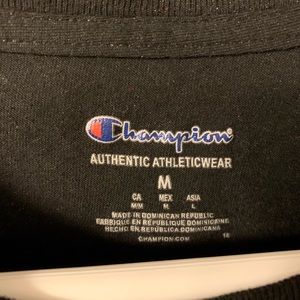 Champion
AUTHENTIC ATHLETICWEAR
M
CA MEX ASIA
M/M M L
MADE IN DOMINICAN REPUBLIC
FABRIQUÉ EN RÉPUBLIQUE DOMINICAINE
HECHO EN REPÚBLICA DOMINICANA
CHAMPION.COM